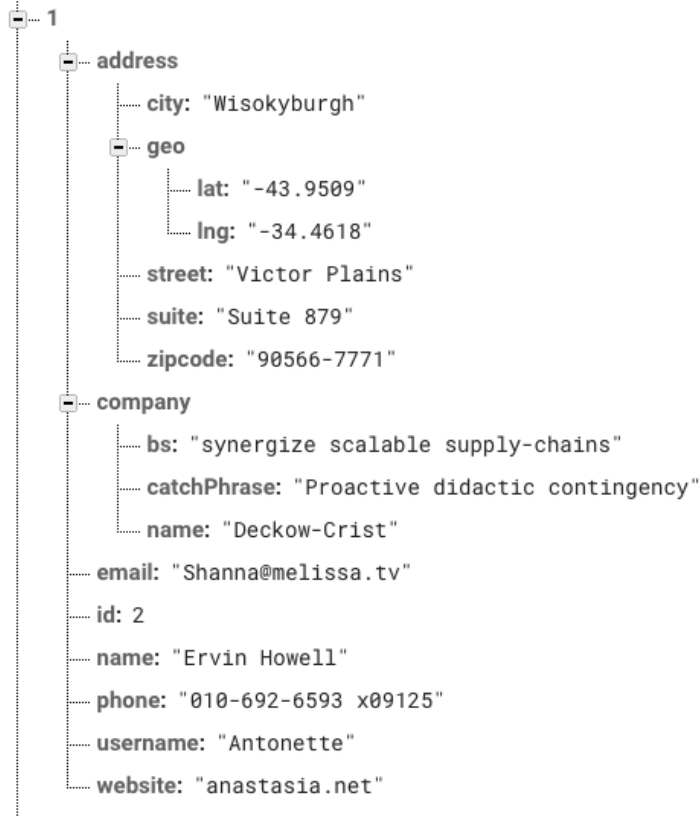 1
address
city: "Wisokyburgh"
geo
lat: "-43.9509"
lng: "-34.4618"
street: "Victor Plains"
suite: "Suite 879"
zipcode: "90566-7771"
company
bs: "synergize scalable supply-chains"
catchPhrase: "Proactive didactic contingency"
name: "Deckow-Crist"
email: "Shanna@melissa.tv"
id: 2
name: "Ervin Howell"
phone: "010-692-6593 x09125"
username: "Antonette"
website: "anastasia.net"